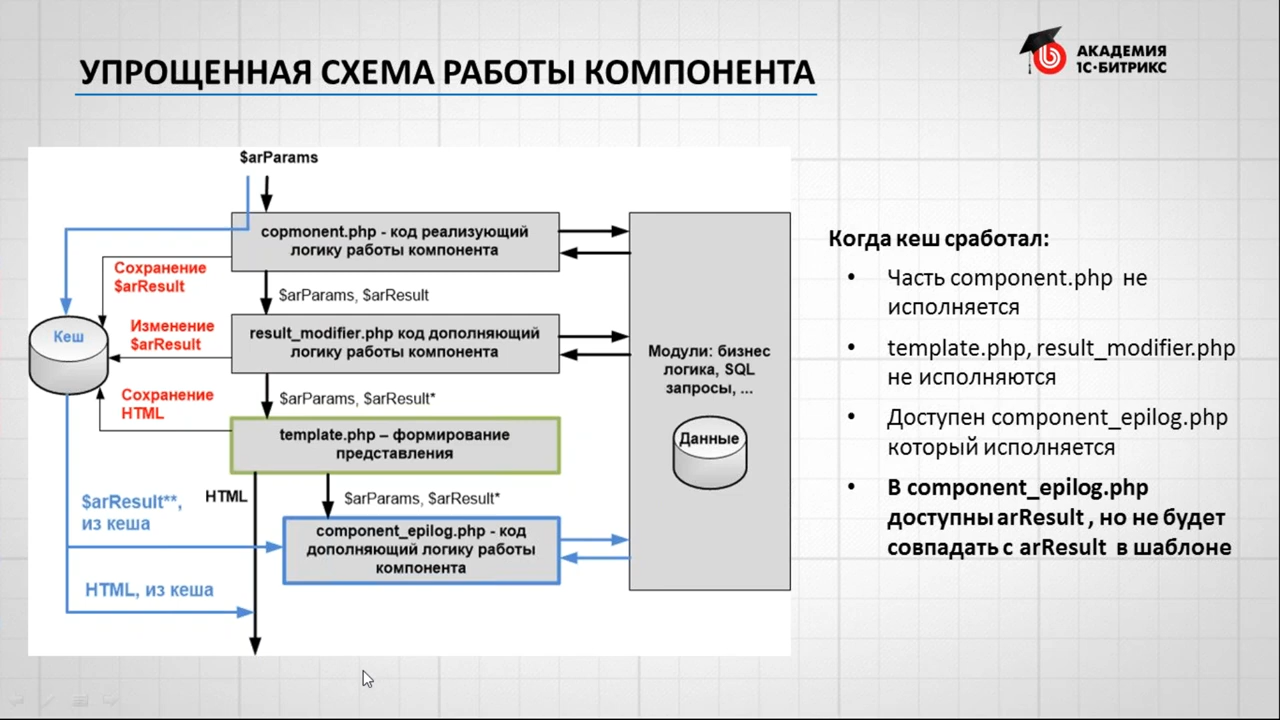 УПРОЩЕННАЯ СХЕМА РАБОТЫ КОМПОНЕНТА
АКАДЕМИЯ
1С-БИТРИКС
$arParams
copmonent.php - код реализующий
логику работы компонента
Сохранение
$arResult
$arParams, $arResult
Кеш
Изменение
$arResult
result_modifier.php код дополняющий
логику работы компонента
Сохранение
HTML
$arParams, $arResult*
template.php – формирование
представления
HTML
$arParams, $arResult*
$arResult**,
из кеша
component_epilog.php - код
дополняющий логику работы
компонента
HTML, из кеша
Модули: бизнес
логика, SQL
запросы, ...
Данные
Когда кеш сработал:
• Часть component.php не
исполняется
• template.php, result_modifier.php
не исполняются
• Доступен component_epilog.php
который исполняется
• В component_epilog.php
доступны arResult , но не будет
совпадать с arResult в шаблоне